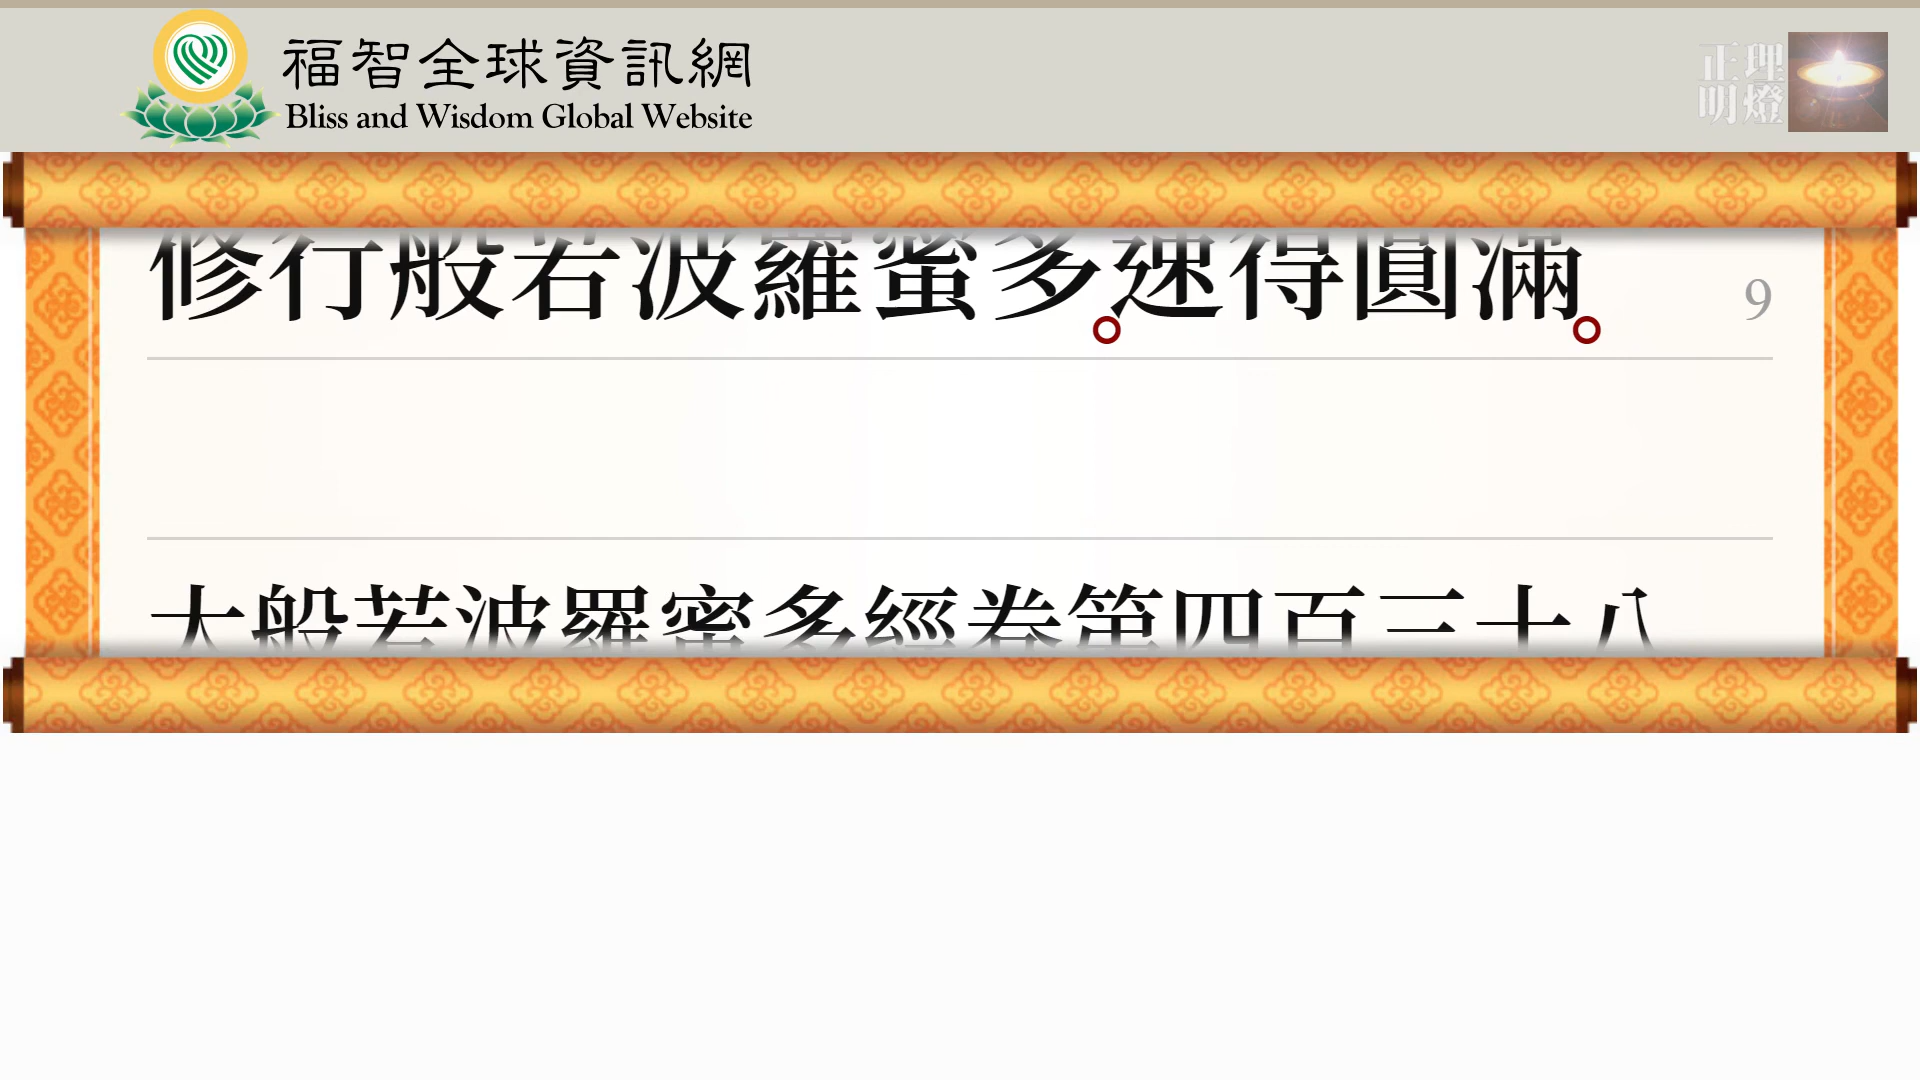 福智全球資訊網
Bliss and Wisdom Global Website
正理
明燈
修行般若波羅蜜多。速得圓滿。
9
大般若波羅蜜多經卷第四百三十八